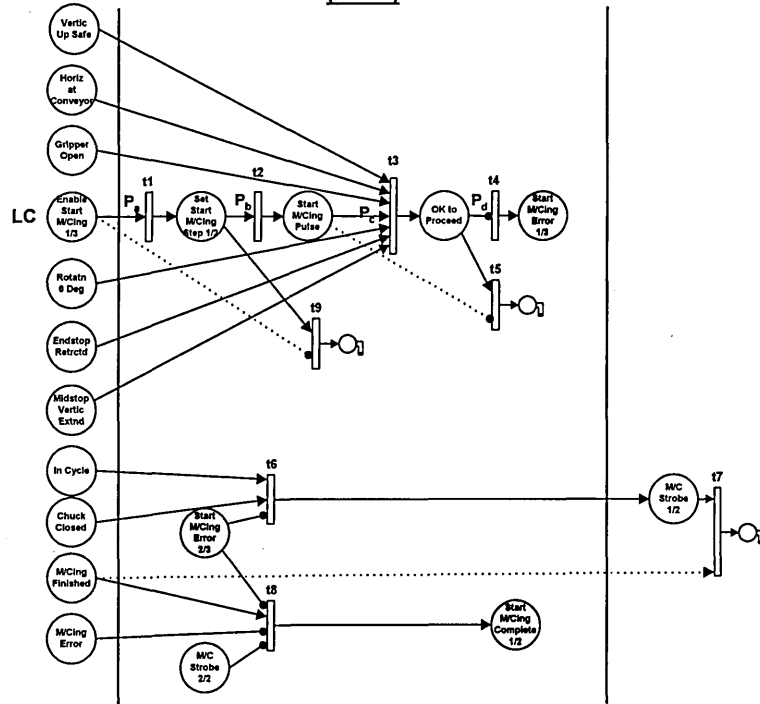 Vertic
Up Safe
Horiz
at
Conveyor
Gripper
Open
LC
Enable
Start
M/Cing
1/3
Pa
t1
Set
Start
M/Cing
Step 1/2
Pb
t2
Start
M/Cing
Pulse
Pc
t3
OK to
Proceed
Pd
t4
Start
M/Cing
Error
1/3
t5
Rotatn
0 Deg
t9
Endstop
Retrctd
Midstop
Vertic
Extnd
In Cycle
t6
Chuck
Closed
Start
M/Cing
Error
2/3
M/C
Strobe
1/2
t7
M/Cing
Finished
t8
M/Cing
Error
M/C
Strobe
2/2
Start
M/Cing
Complete
1/2